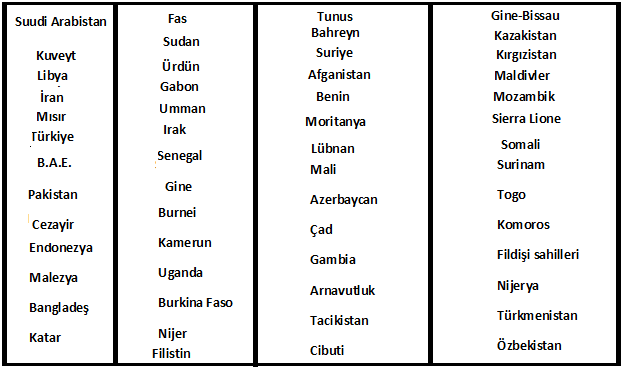 Suudi Arabistan
Kuveyt
Libya
İran
Mısır
Türkiye
B.A.E.
Pakistan
Cezayir
Endonezya
Malezya
Bangladeş
Katar
Fas
Sudan
Ürdün
Gabon
Umman
Irak
Senegal
Gine
Burnei
Kamerun
Uganda
Burkina Faso
Nijer
Filistin
Tunus
Bahreyn
Suriye
Afganistan
Benin
Moritanya
Lübnan
Mali
Azerbaycan
Çad
Gambia
Arnavutluk
Tacikistan
Cibuti
Gine-Bissau
Kazakistan
Kırgızistan
Maldivler
Mozambik
Sierra Lione
Somali
Surinam
Togo
Komoros
Fildişi sahilleri
Nijerya
Türkmenistan
Özbekistan